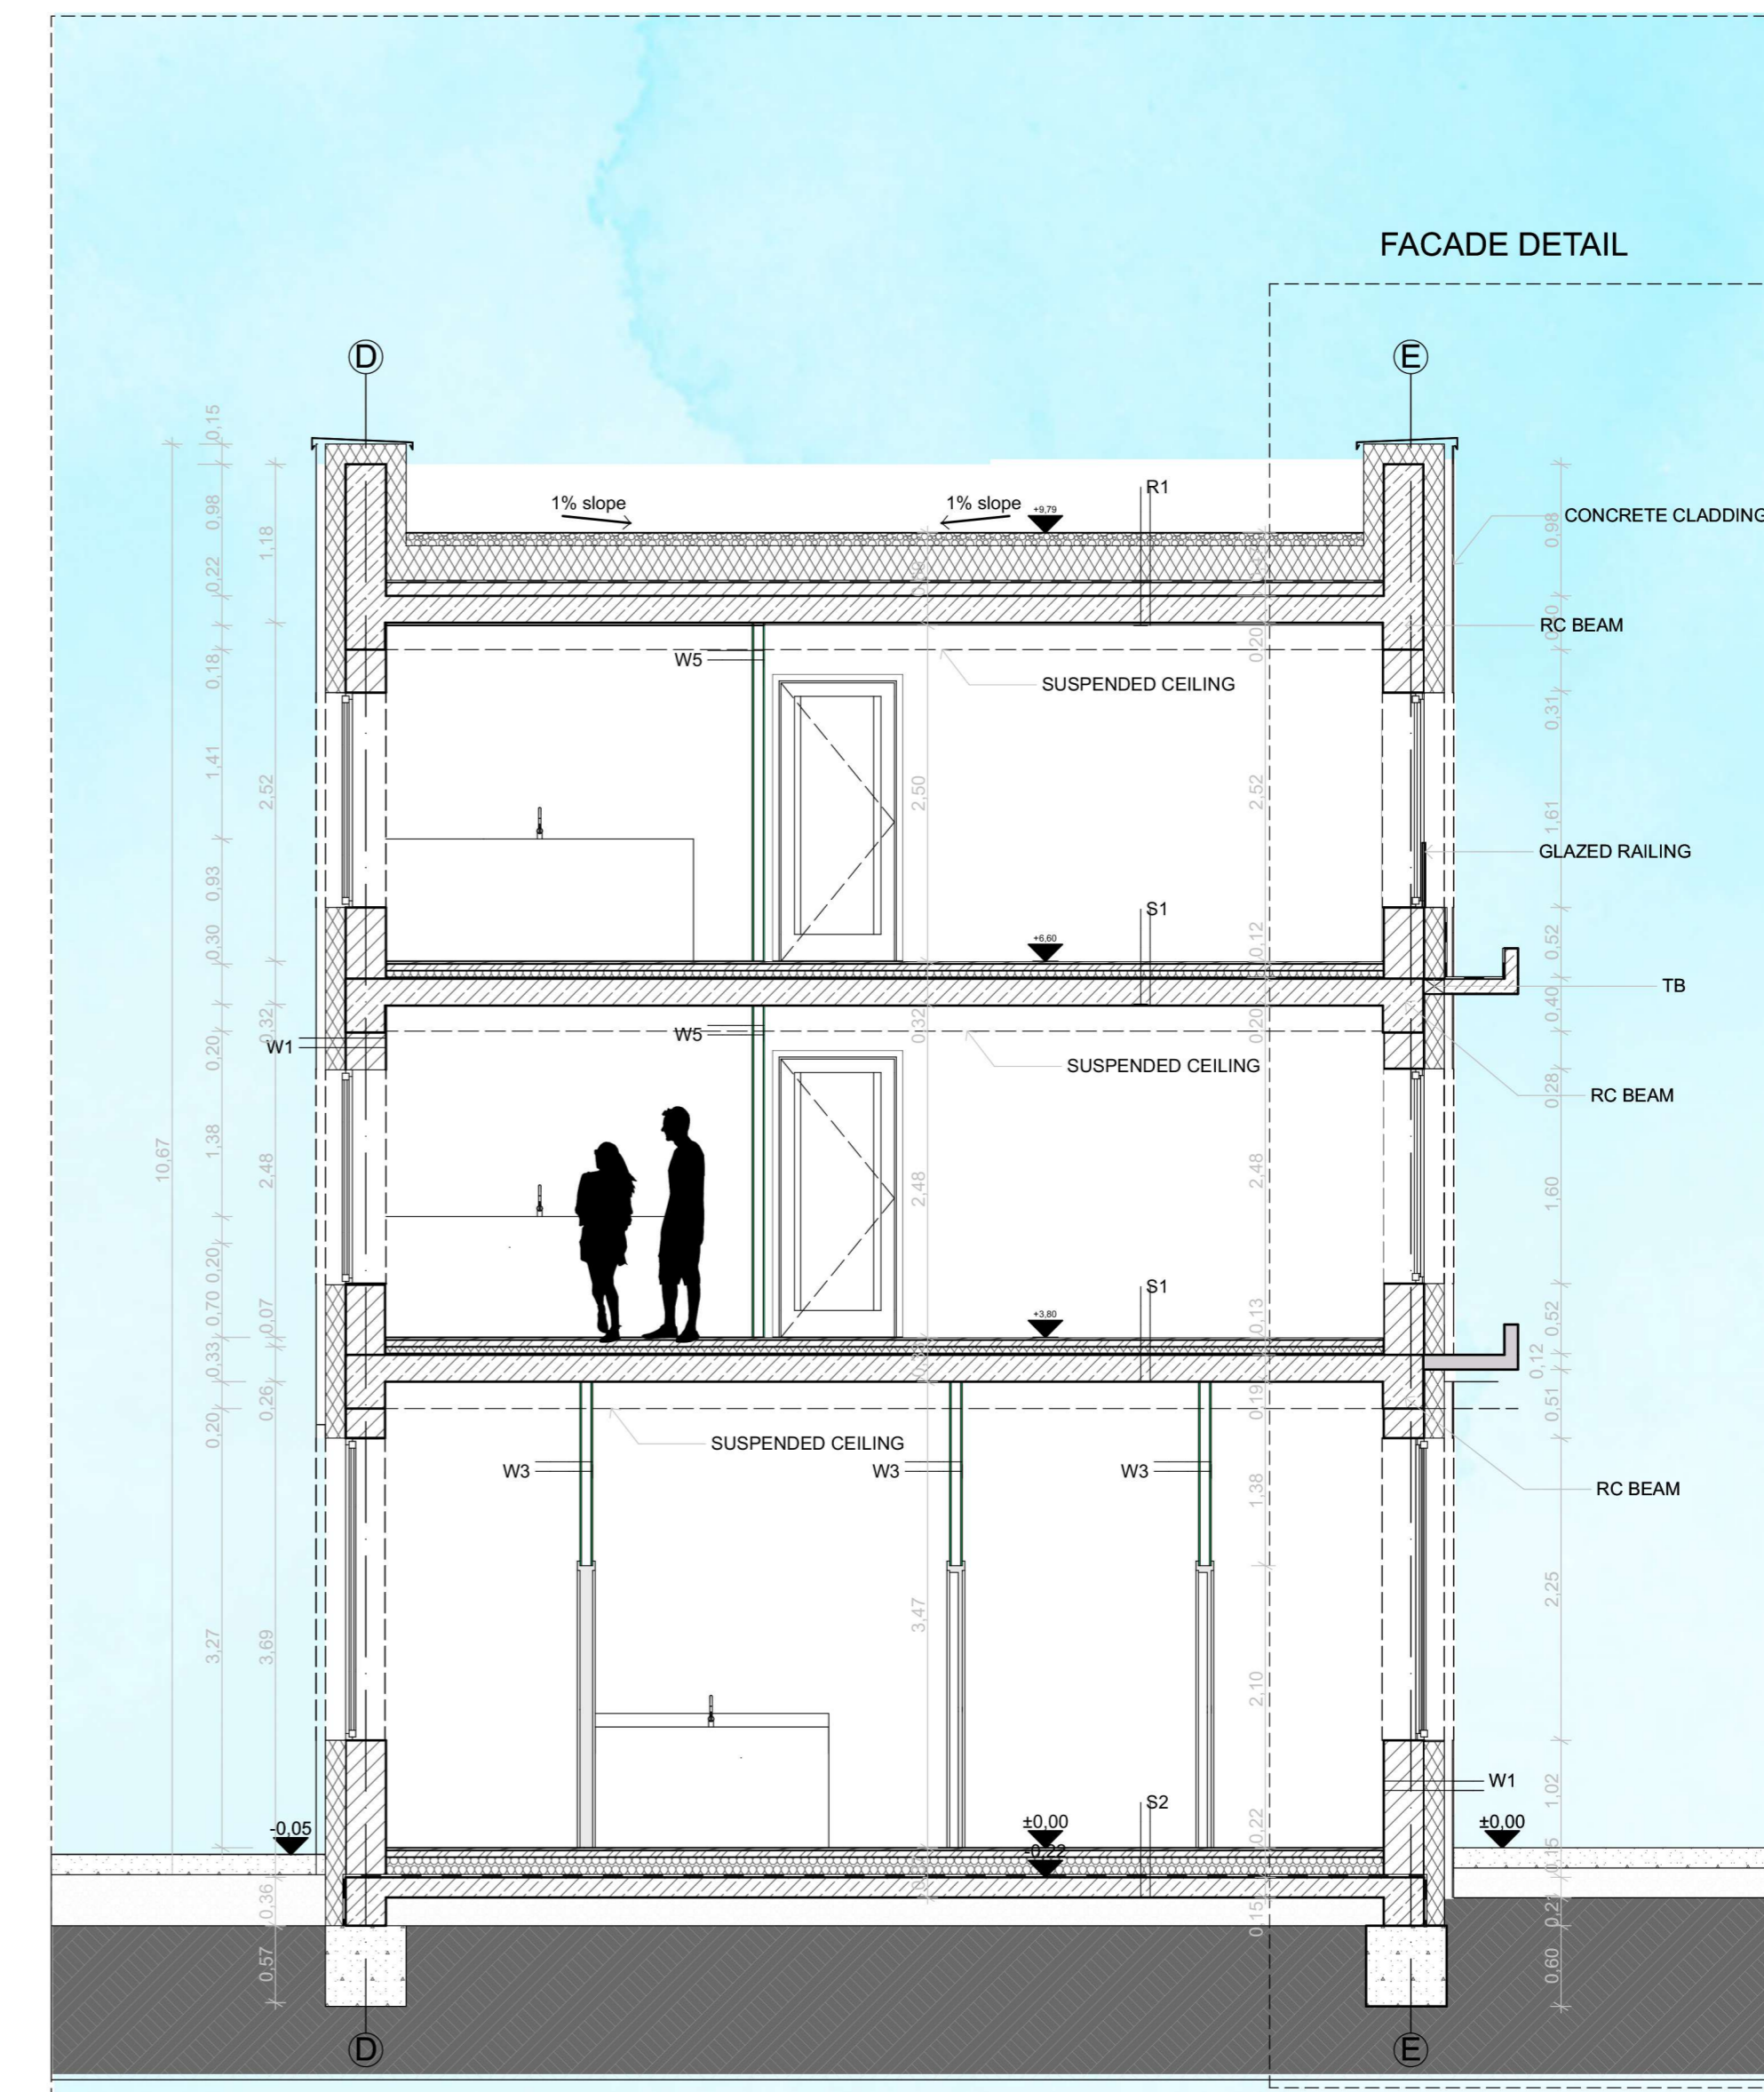 FACADE DETAIL
D
E
0,15
R1
1% slope
1% slope
+9,79
0,98
1,18
0,98
CONCRETE CLADDING
0,22
RC BEAM
0,18
W5
0,20
SUSPENDED CEILING
0,31
1,41
2,52
2,50
2,52
1,61
GLAZED RAILING
0,93
S1
0,30
+6,60
0,12
0,52
TB
0,32
0,32
0,20
0,40
0,20
W1
W5
SUSPENDED CEILING
0,28
RC BEAM
10,67
1,38
2,48
2,48
2,48
1,60
0,20
S1
0,70
0,07
+3,80
0,13
0,52
0,33
0,12
0,26
0,19
0,51
0,20
SUSPENDED CEILING
W3
W3
W3
1,38
RC BEAM
2,25
3,47
3,27
3,69
2,10
W1
1,02
S2
-0,05
±0,00
0,22
±0,00
-0,22
0,15
0,36
0,15
0,21
0,57
0,60
D
E